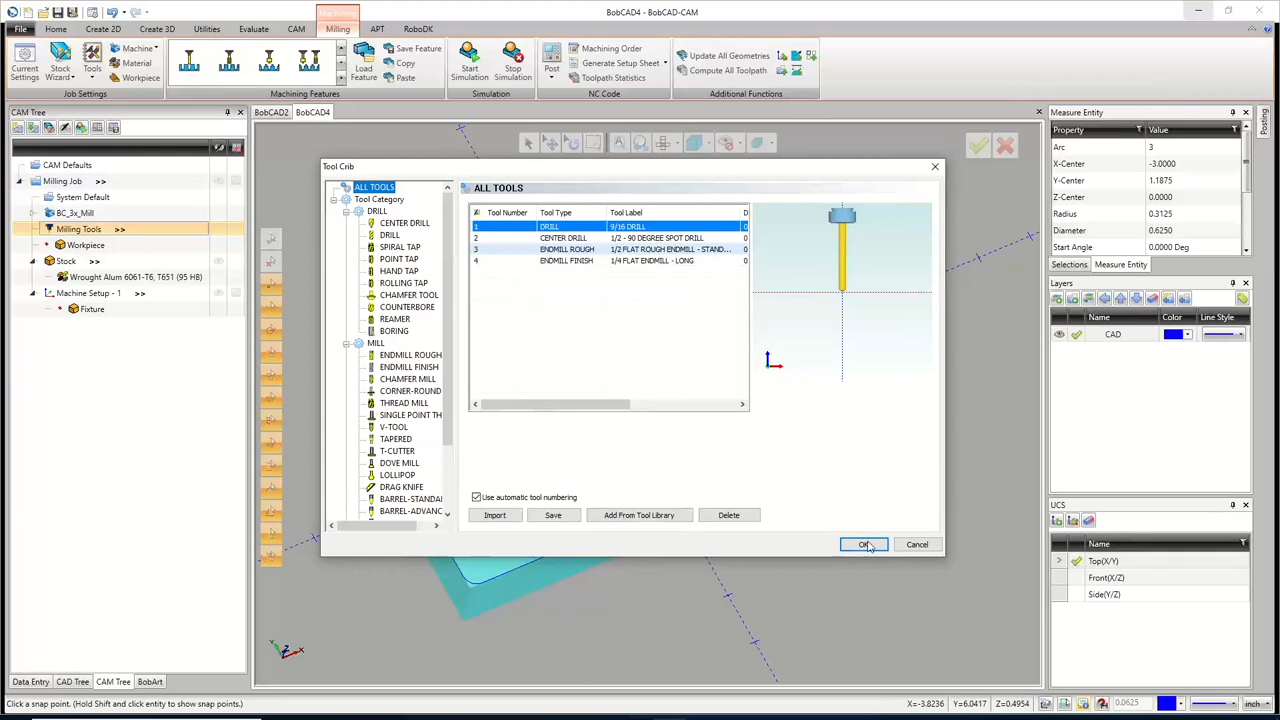 Machining
BobCAD4 - BobCAD-CAM
File Home Create 2D Create 3D Utilities Evaluate CAM Milling APT RoboDK
Current Settings
Stock Wizard
Tools
Machine
Material
Workpiece
Job Settings
Load Feature
Save Feature
Copy
Paste
Machining Features
Start Simulation
Stop Simulation
Simulation
Post
Machining Order
Generate Setup Sheet
Toolpath Statistics
NC Code
Update All Geometries
Compute All Toolpath
Additional Functions
CAM Tree
CAM Defaults
Milling Job >>
System Default
BC_3x_Mill
Milling Tools >>
Workpiece
Stock >>
Wrought Alum 6061-T6, T651 (95 HB)
Machine Setup - 1 >>
Fixture
Data Entry CAD Tree CAM Tree BobArt
BobCAD2 BobCAD4
Tool Crib
ALL TOOLS
Tool Category
DRILL
CENTER DRILL
DRILL
SPIRAL TAP
POINT TAP
HAND TAP
ROLLING TAP
CHAMFER TOOL
COUNTERBORE
REAMER
BORING
MILL
ENDMILL ROUGH
ENDMILL FINISH
CHAMFER MILL
CORNER-ROUND
THREAD MILL
SINGLE POINT TH
V-TOOL
TAPERED
T-CUTTER
DOVE MILL
LOLLIPOP
DRAG KNIFE
BARREL-STANDA
BARREL-ADVANC
ALL TOOLS
Tool Number Tool Type Tool Label D
1 DRILL 9/16 DRILL 0
2 CENTER DRILL 1/2 - 90 DEGREE SPOT DRILL 0
3 ENDMILL ROUGH 1/2 FLAT ROUGH ENDMILL - STAND... 0
4 ENDMILL FINISH 1/4 FLAT ENDMILL - LONG 0
Use automatic tool numbering
Import Save Add From Tool Library Delete
OK Cancel
Y Z X
Measure Entity
Property Value
Arc 3
X-Center -3.0000
Y-Center 1.1875
Z-Center 0.0000
Radius 0.3125
Diameter 0.6250
Start Angle 0.0000 Degree
Selections Measure Entity
Posting
Layers
Name Color Line Style
CAD
UCS
Name
Top(X/Y)
Front(X/Z)
Side(Y/Z)
Click a snap point. (Hold Shift and click entity to show snap points.)
X=-3.8236 Y=6.0417 Z=0.4954 0.0625 inch